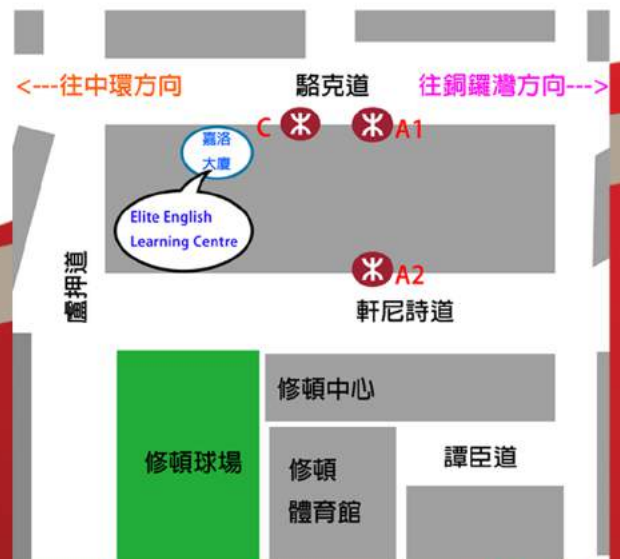 <---往中環方向
駱克道
往銅鑼灣方向--->
C
A1
嘉洛
大廈
Elite English
Learning Centre
盧押道
A2
軒尼詩道
修頓中心
修頓球場
修頓
體育館
譚臣道